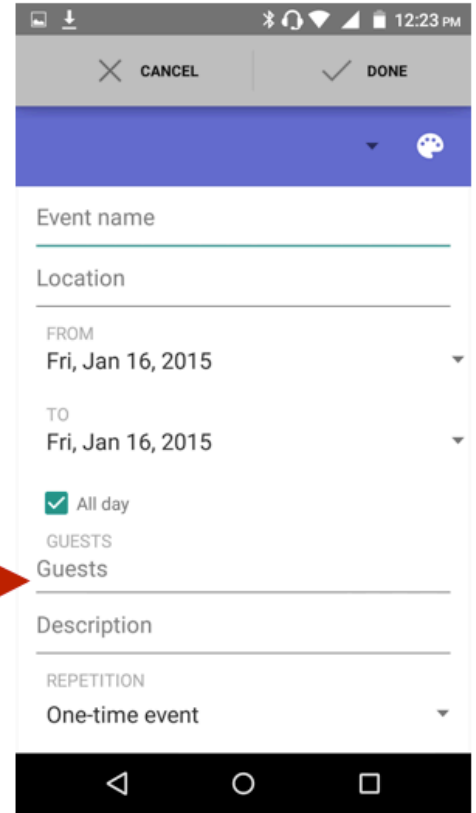 12:23 PM
CANCEL DONE
Event name
Location
FROM
Fri, Jan 16, 2015
TO
Fri, Jan 16, 2015
All day
GUESTS
Guests
Description
REPETITION
One-time event